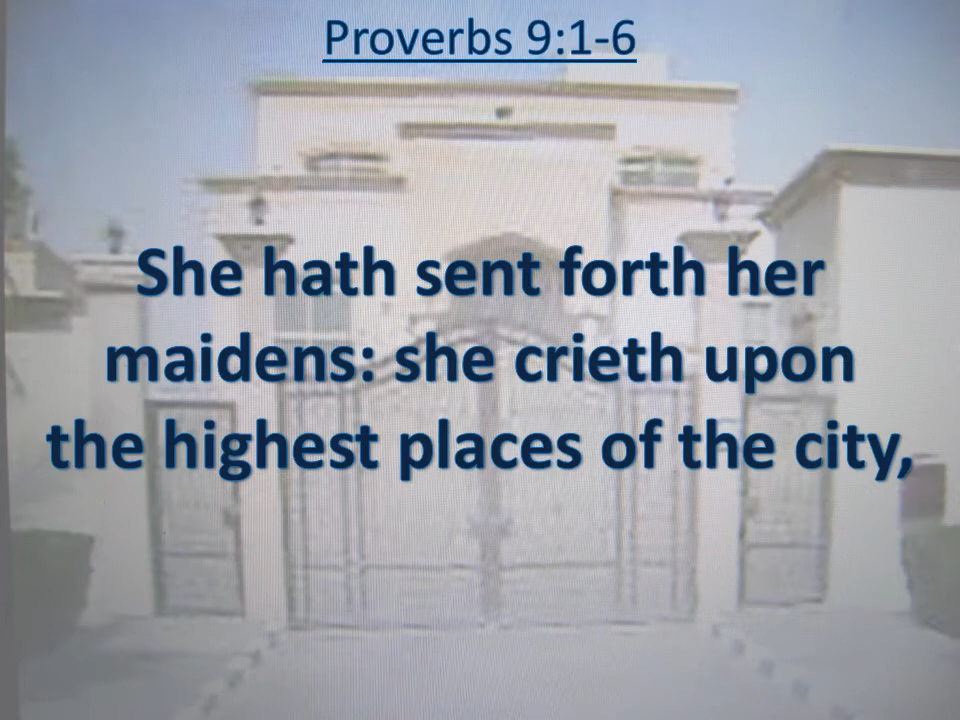 Proverbs 9:1-6
She hath sent forth her
maidens: she crieth upon
the highest places of the city,